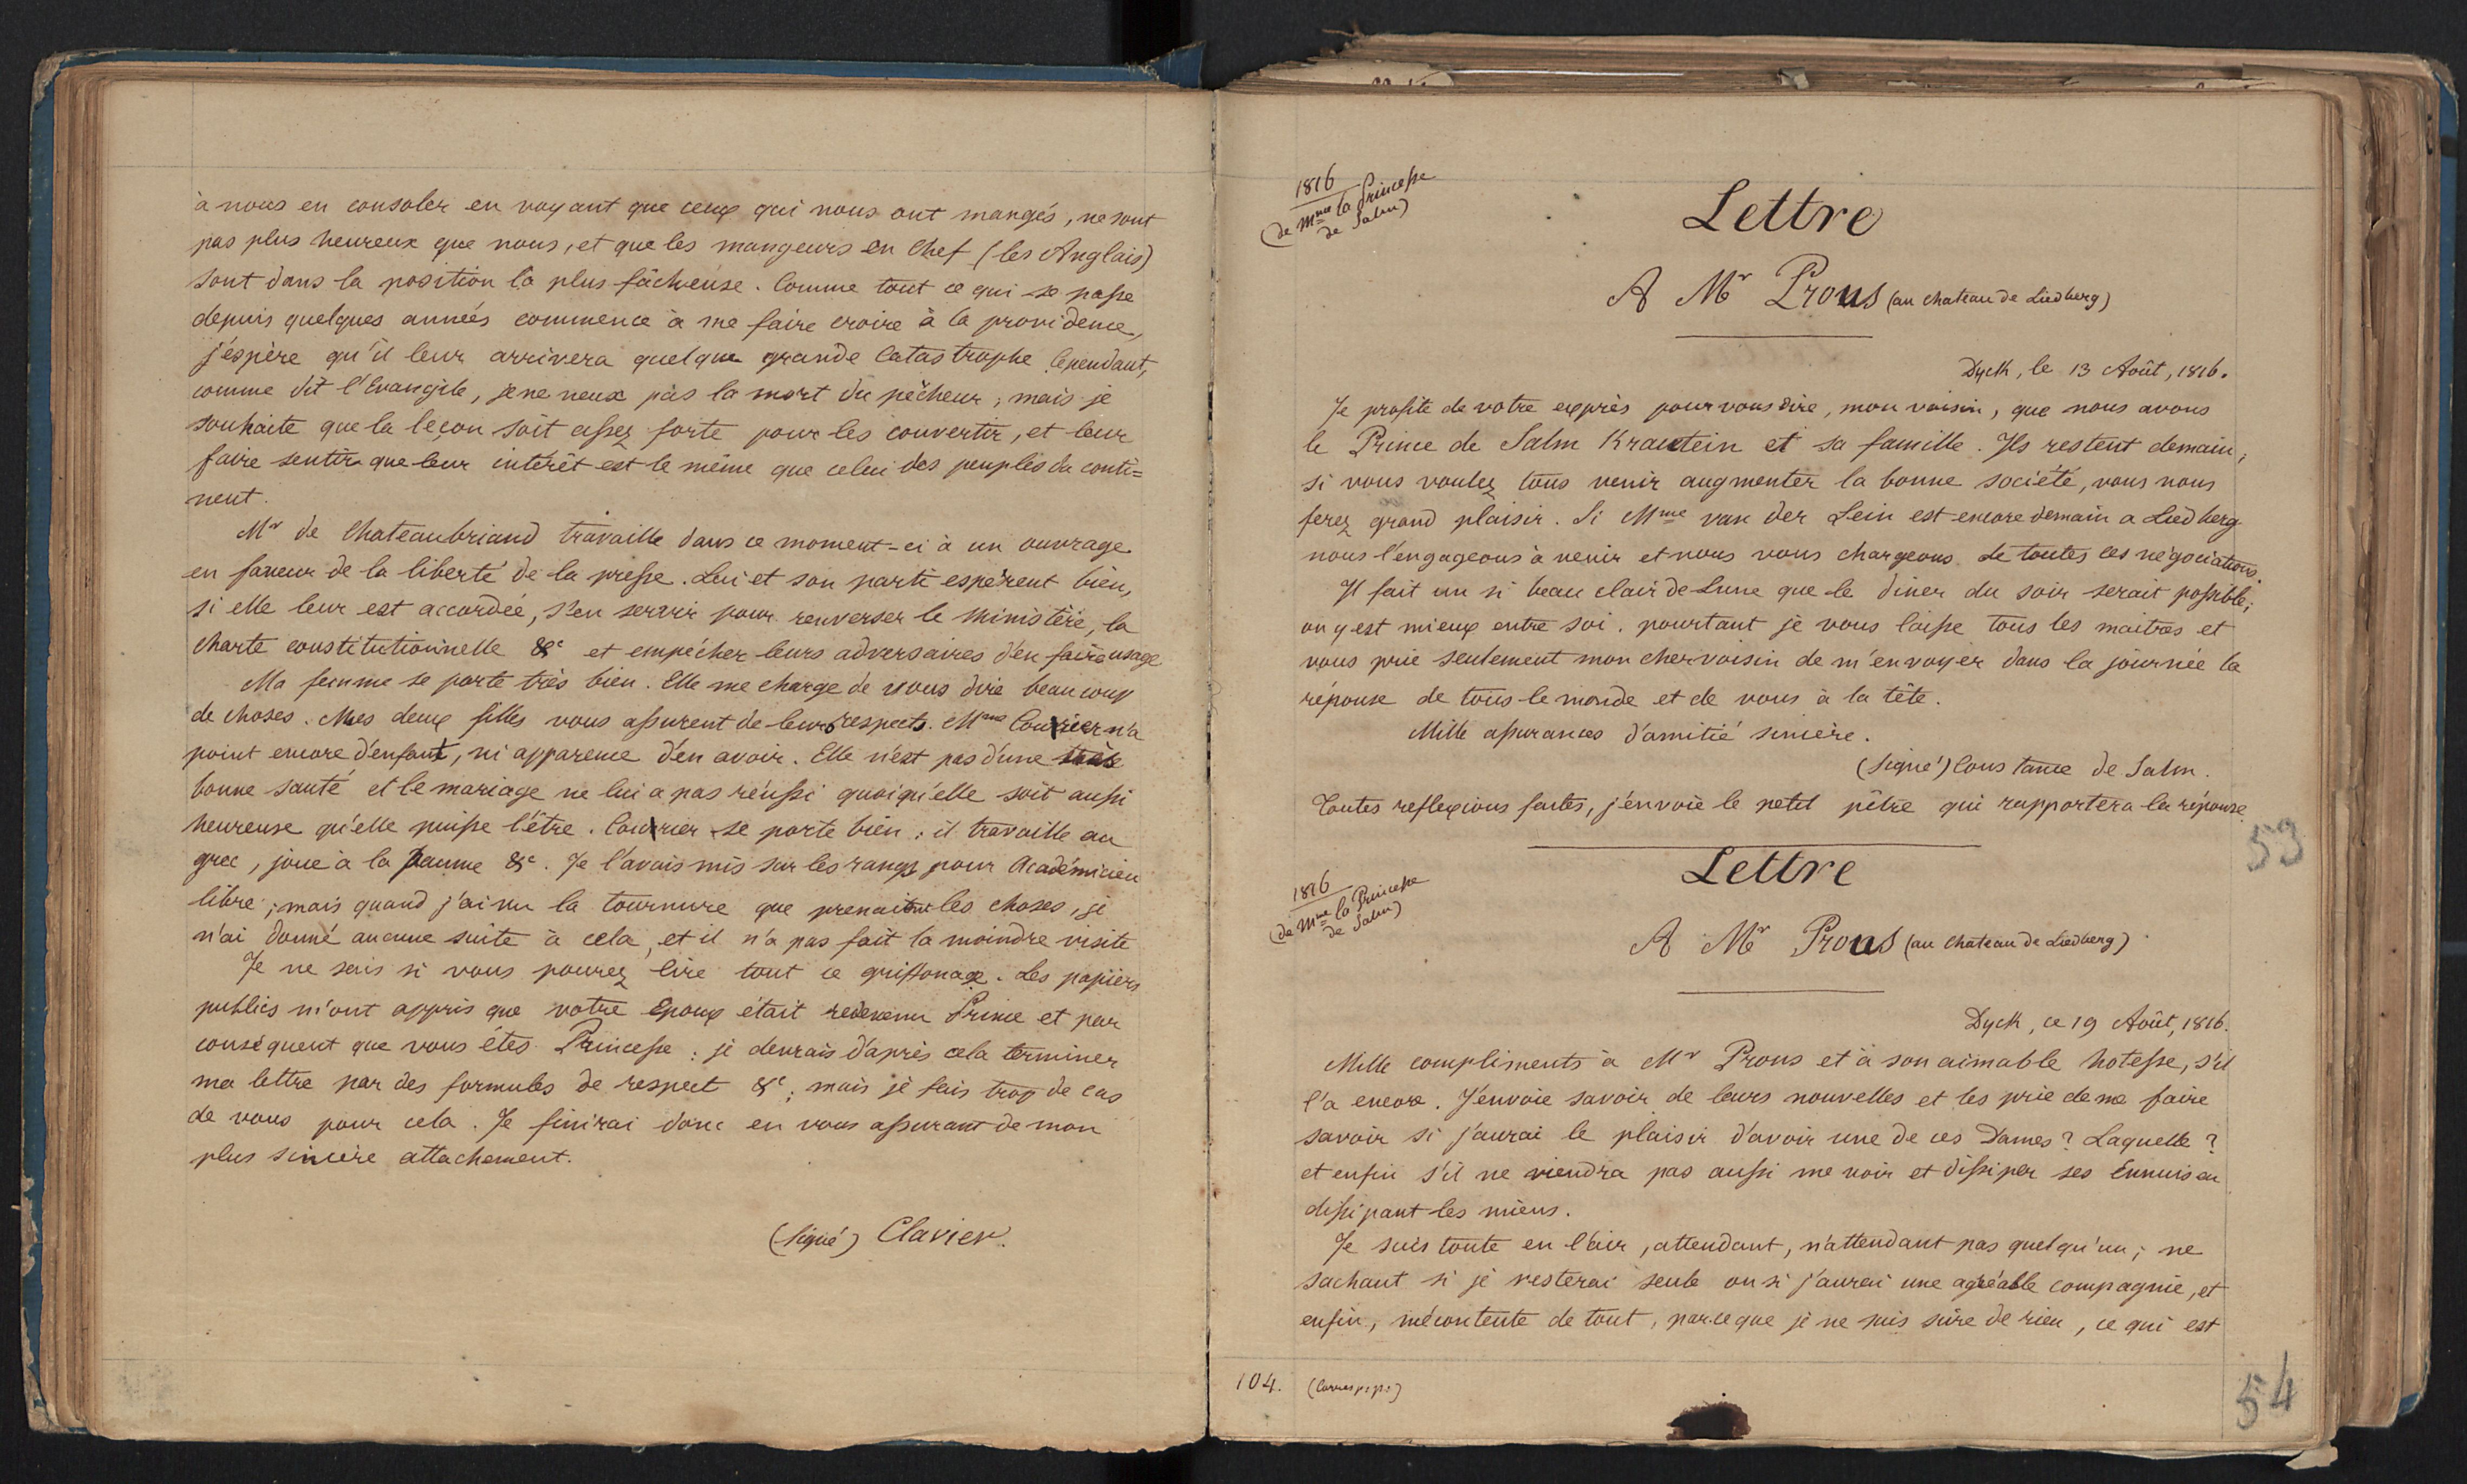 à nous en consoler en voyant que ceux qui nous ont mangés, ne sont
pas plus heureux que nous, et que les mangeurs en Chef (les Anglais)
sont dans la position la plus fâcheuse. Comme tout ce qui se passe
depuis quelques années commence à me faire croire à la providence,
j'éspère qu'il leur arrivera quelque grande Catastrophe. Cependant,
comme dit l'Evangile, je ne veux pas la mort du pêcheur, mais je
souhaite que la leçon soit assez forte pour les convertir, et leur
faire sentir que leur intérêt est le même que celui des peuples du conti=
nent.
Mr de Chateaubriand travaille dans ce moment-ci à un ouvrage
en faveur de la liberté de la presse. Lui et son parti espèrent bien,
si elle leur est accordée, s'en servir pour renverser le Ministère, la
charte constitutionnelle &c et empêcher leurs adversaires d'en faire usage
Ma femme se porte très bien. Elle me charge de vous dire beaucoup
de choses. Mes deux filles vous assurent de leurs respects. Mme Courier n'a
point encore d'enfant, ni apparence d'en avoir. Elle n'est pas d'une très
bonne santé et le mariage ne lui a pas réussi quoiqu'elle soit aussi
heureuse qu'elle puisse l'être. Courier se porte bien : il travaille au
grec, joue à la paume &c. Je l'avais mis sur les rangs pour Académicien
libre ; mais quand j'ai vu la tournure que prenaient les choses, je
n'ai donné aucune suite à cela, et il n'a pas fait la moindre visite
Je ne sais si vous pourez lire tout ce griffonage. Les papiers
publics m'ont appris que votre Epoux était redevenu Prince et par
conséquent que vous êtes Princesse : je devrais d'après cela terminer
ma lettre par des formules de respect &c ; mais je fais trop de cas
de vous pour cela. Je finirai donc en vous assurant de mon
plus sincère attachement.
(signé) Clavier.
1816
(de Mme la Princesse
de Salm)
Lettre
A Mr Prous (au chateau de Liedberg)
Dyck, le 13 Août, 1816.
Je profite de votre exprès pour vous dire, mon voisin, que nous avons
le Prince de Salm Krautein et sa famille. Ils restent demain,
si vous voulez tous venir augmenter la bonne société, vous nous
ferez grand plaisir. Si Mme van der Lein est encore demain a Liedberg
nous l'engageons à venir et nous vous chargeons de toutes ces négociations.
Il fait un si beau clair de Lune que le diner du soir serait possible ;
on y est mieux entre soi. pourtant je vous laisse tous les maitres et
vous prie seulement mon cher voisin de m'envoyer dans la journée la
réponse de tous le monde et de vous à la tête.
Mille assurances d'amitié sincère.
(signé) Constance de Salm.
Toutes reflexions faites, j'envoie le petit pêtre qui rapportera la réponse.
53
Lettre
1816
(de Mme la Princesse
de Salm)
A Mr Prous (au chateau de Liedberg)
Dyck, ce 19 Août, 1816.
Mille compliments à Mr Prous et à son aimable hotesse, s'il
l'a encore. J'envoie savoir de leurs nouvelles et les prie de me faire
savoir si j'aurai le plaisir d'avoir une de ces Dames ? Laquelle ?
et enfin s'il ne viendra pas aussi me voir et dissiper ses Ennuis en
dissipant les miens.
Je suis toute en l'air, attendant, n'attendant pas quelqu'un ; ne
sachant si je resterai seule ou si j'aurai une agréable compagnie, et
enfin, mécontente de tout, parceque je ne suis sûre de rien, ce qui est
104. 
54